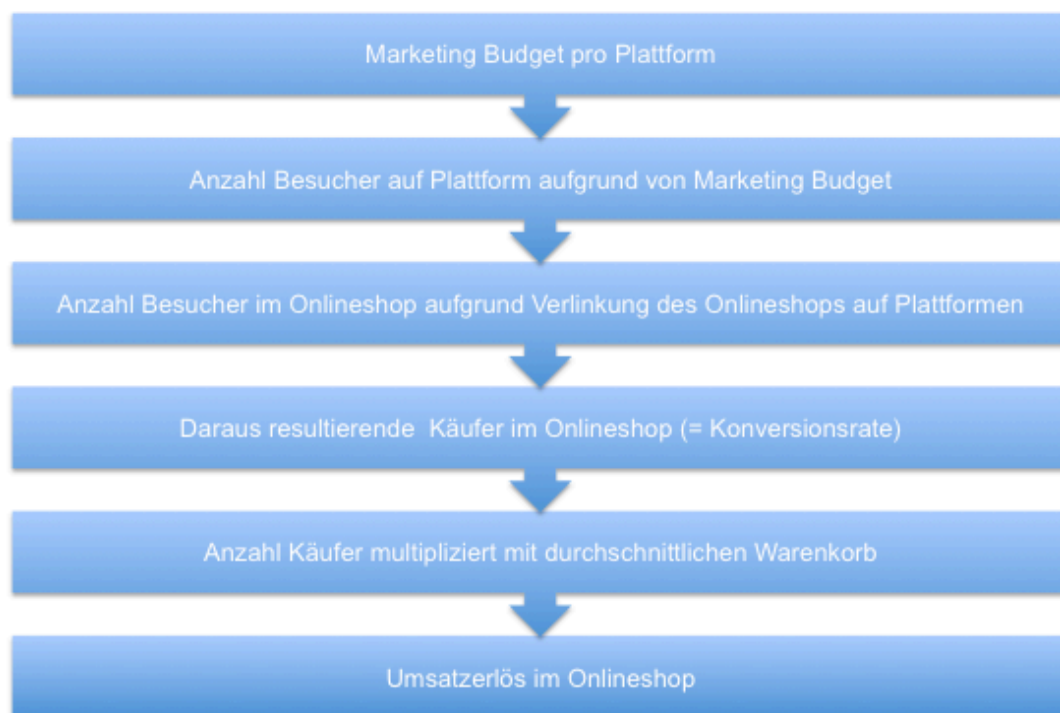 Marketing Budget pro Plattform
Anzahl Besucher auf Plattform aufgrund von Marketing Budget
Anzahl Besucher im Onlineshop aufgrund Verlinkung des Onlineshops auf Plattformen
Daraus resultierende  Käufer im Onlineshop (= Konversionsrate)
Anzahl Käufer multipliziert mit durchschnittlichen Warenkorb
Umsatzerlös im Onlineshop